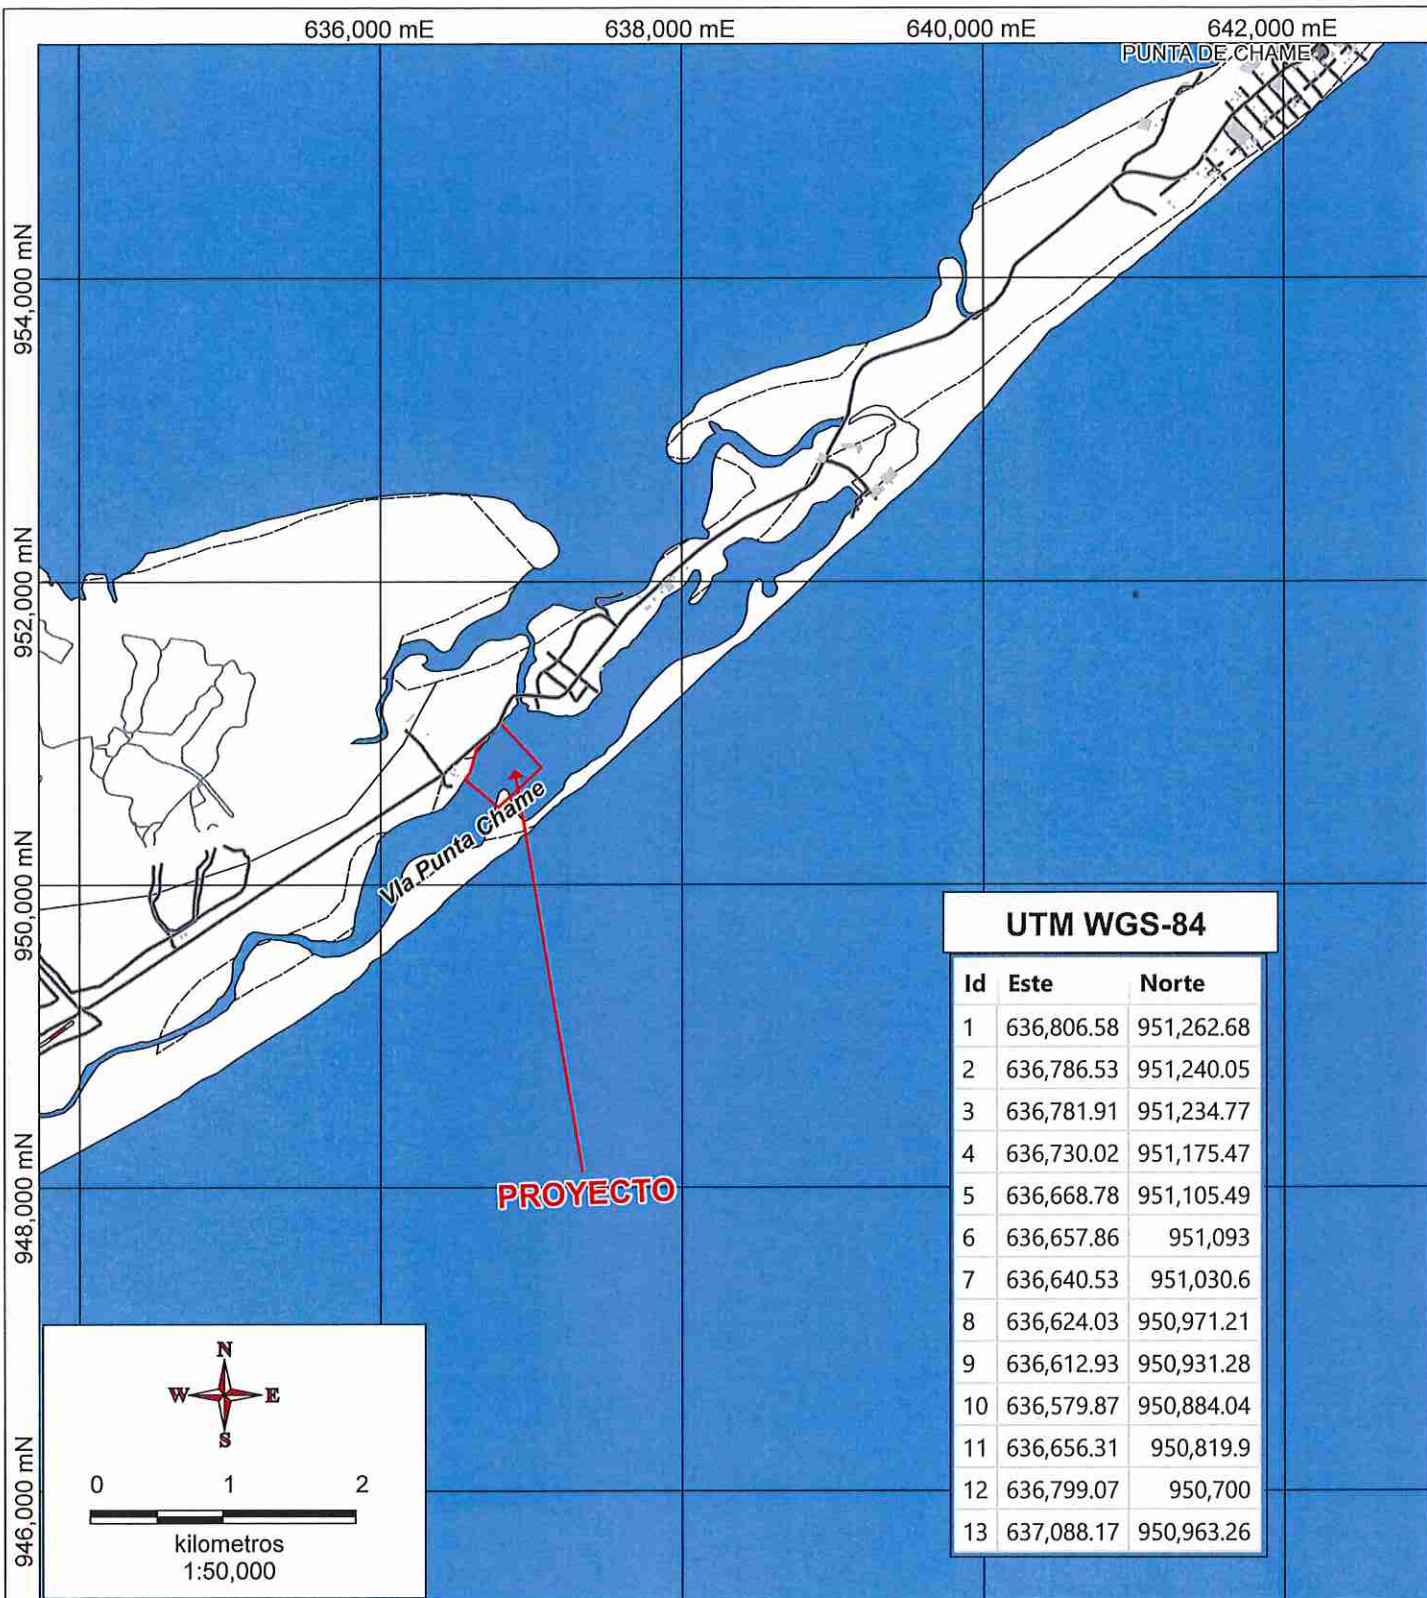 636,000 mE 638,000 mE 640,000 mE 642,000 mE
PUNTA DE CHAME
954,000 mN
952,000 mN
950,000 mN
948,000 mN
946,000 mN
VIa Punta Chame
PROYECTO
UTM WGS-84
Id Este Norte
1 636,806.58 951,262.68
2 636,786.53 951,240.05
3 636,781.91 951,234.77
4 636,730.02 951,175.47
5 636,668.78 951,105.49
6 636,657.86 951,093
7 636,640.53 951,030.6
8 636,624.03 950,971.21
9 636,612.93 950,931.28
10 636,579.87 950,884.04
11 636,656.31 950,819.9
12 636,799.07 950,700
13 637,088.17 950,963.26
N
W E
S
0 1 2
kilometros
1:50,000